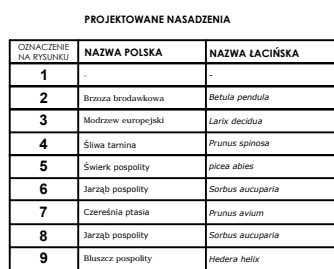 PROJEKTOWANE NASADZENIA
OZNACZENIE NA RYSUNKU NAZWA POLSKA NAZWA ŁACIŃSKA
1 - -
2 Brzoza brodawkowa Betula pendula
3 Modrzew europejski Larix decidua
4 Śliwa tarnina Prunus spinosa
5 Świerk pospolity picea abies
6 Jarząb pospolity Sorbus aucuparia
7 Czereśnia ptasia Prunus avium
8 Jarząb pospolity Sorbus aucuparia
9 Bluszcz pospolity Hedera helix